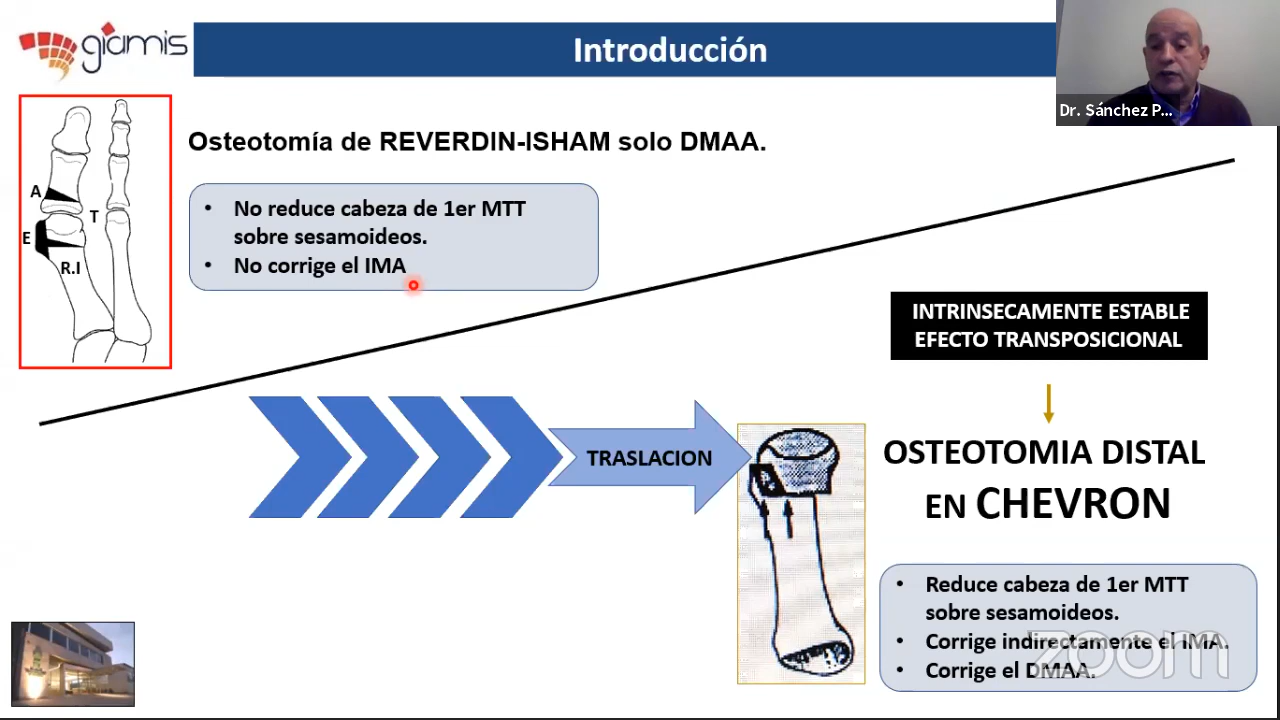 giamis
Introducción
Dr. Sánchez P...
Osteotomía de REVERDIN-ISHAM solo DMAA.
• No reduce cabeza de 1er MTT
sobre sesamoideos.
• No corrige el IMA
A
T
E
R.I
INTRINSECAMENTE ESTABLE
EFECTO TRANSPOSICIONAL
TRASLACION
OSTEOTOMIA DISTAL
EN CHEVRON
• Reduce cabeza de 1er MTT
sobre sesamoideos.
• Corrige indirectamente el IMA.
• Corrige el DMAA.
zoom